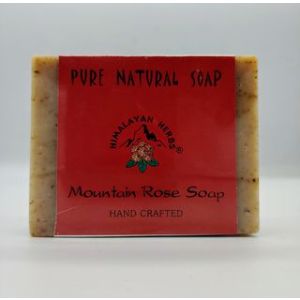 PURE NATURAL SOAP
HIMALAYAN HERBS®
Mountain Rose Soap
HAND CRAFTED